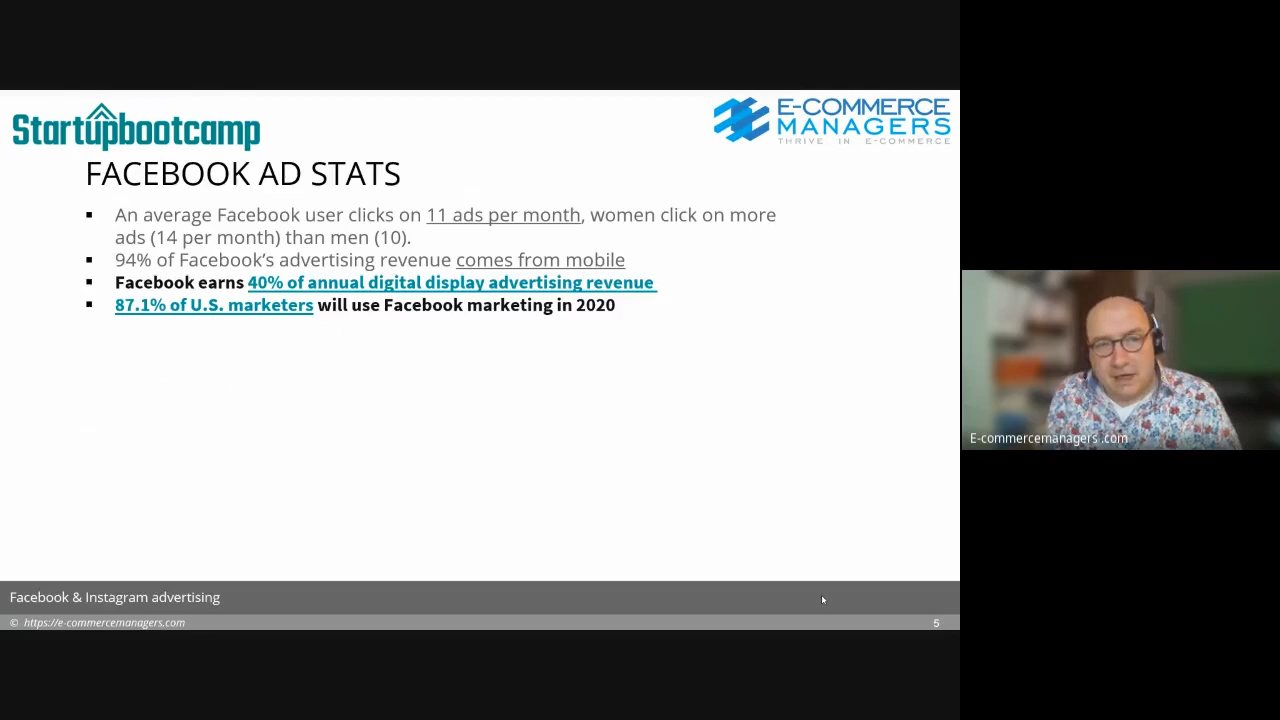 Startupbootcamp
E-COMMERCE
MANAGERS
THRIVE IN E-COMMERCE
FACEBOOK AD STATS
▪ An average Facebook user clicks on 11 ads per month, women click on more
ads (14 per month) than men (10).
▪ 94% of Facebook’s advertising revenue comes from mobile
▪ Facebook earns 40% of annual digital display advertising revenue
▪ 87.1% of U.S. marketers will use Facebook marketing in 2020
E-commercemanagers .com
Facebook & Instagram advertising
© https://e-commercemanagers.com
5